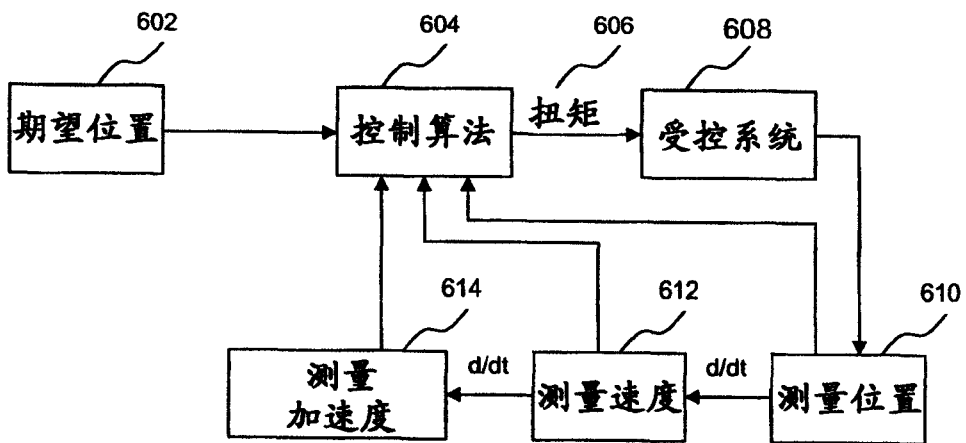 602
604
606
608
期望位置
控制算法
扭矩
受控系统
614
612
610
测量
加速度
d/dt
测量速度
d/dt
测量位置